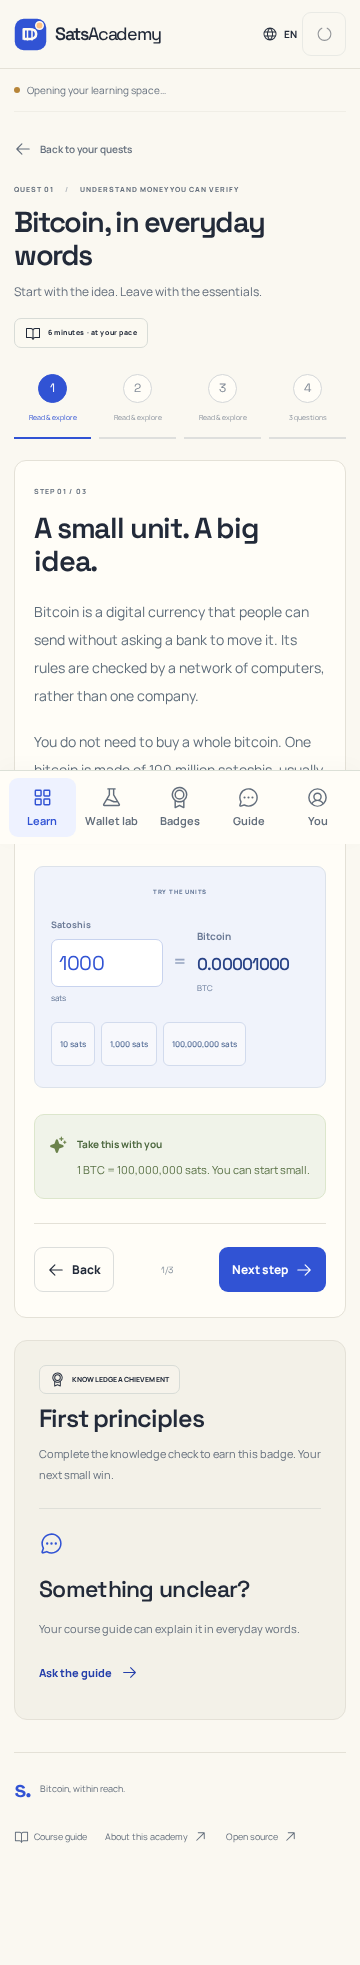 SatsAcademy
EN
Opening your learning space…
Back to your quests
QUEST 01 / UNDERSTAND MONEY YOU CAN VERIFY
Bitcoin, in everyday
words
Start with the idea. Leave with the essentials.
6 minutes · at your pace
1 2 3 4
Read & explore Read & explore Read & explore 3 questions
STEP 01 / 03
A small unit. A big
idea.
Bitcoin is a digital currency that people can
send without asking a bank to move it. Its
rules are checked by a network of computers,
rather than one company.
You do not need to buy a whole bitcoin. One
bitcoin is made of 100 million satoshis, usually
Learn Wallet lab Badges Guide You
TRY THE UNITS
Satoshis
Bitcoin
1000 = 0.00001000
BTC
sats
10 sats 1,000 sats 100,000,000 sats
Take this with you
1 BTC = 100,000,000 sats. You can start small.
Back 1/3 Next step
KNOWLEDGE ACHIEVEMENT
First principles
Complete the knowledge check to earn this badge. Your
next small win.
Something unclear?
Your course guide can explain it in everyday words.
Ask the guide
s. Bitcoin, within reach.
Course guide About this academy Open source